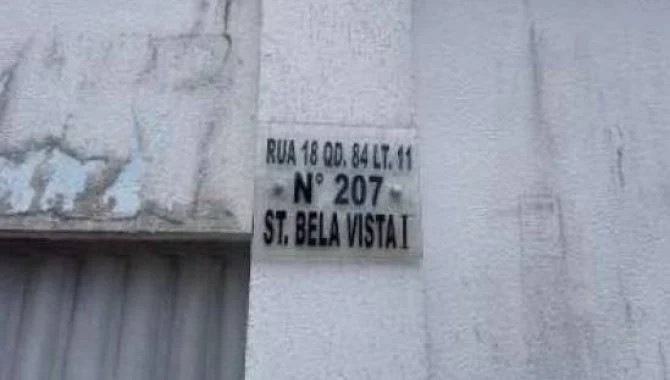 RUA 18 QD. 84 LT. 11
N° 207
ST. BELA VISTA I